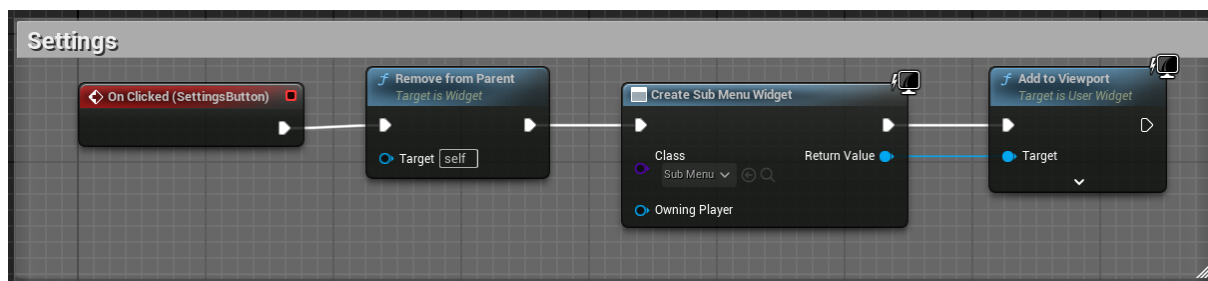 Settings
On Clicked (SettingsButton)
f Remove from Parent
Target is Widget
Target self
Create Sub Menu Widget
Class
Sub Menu
Return Value
Owning Player
f Add to Viewport
Target is User Widget
Target